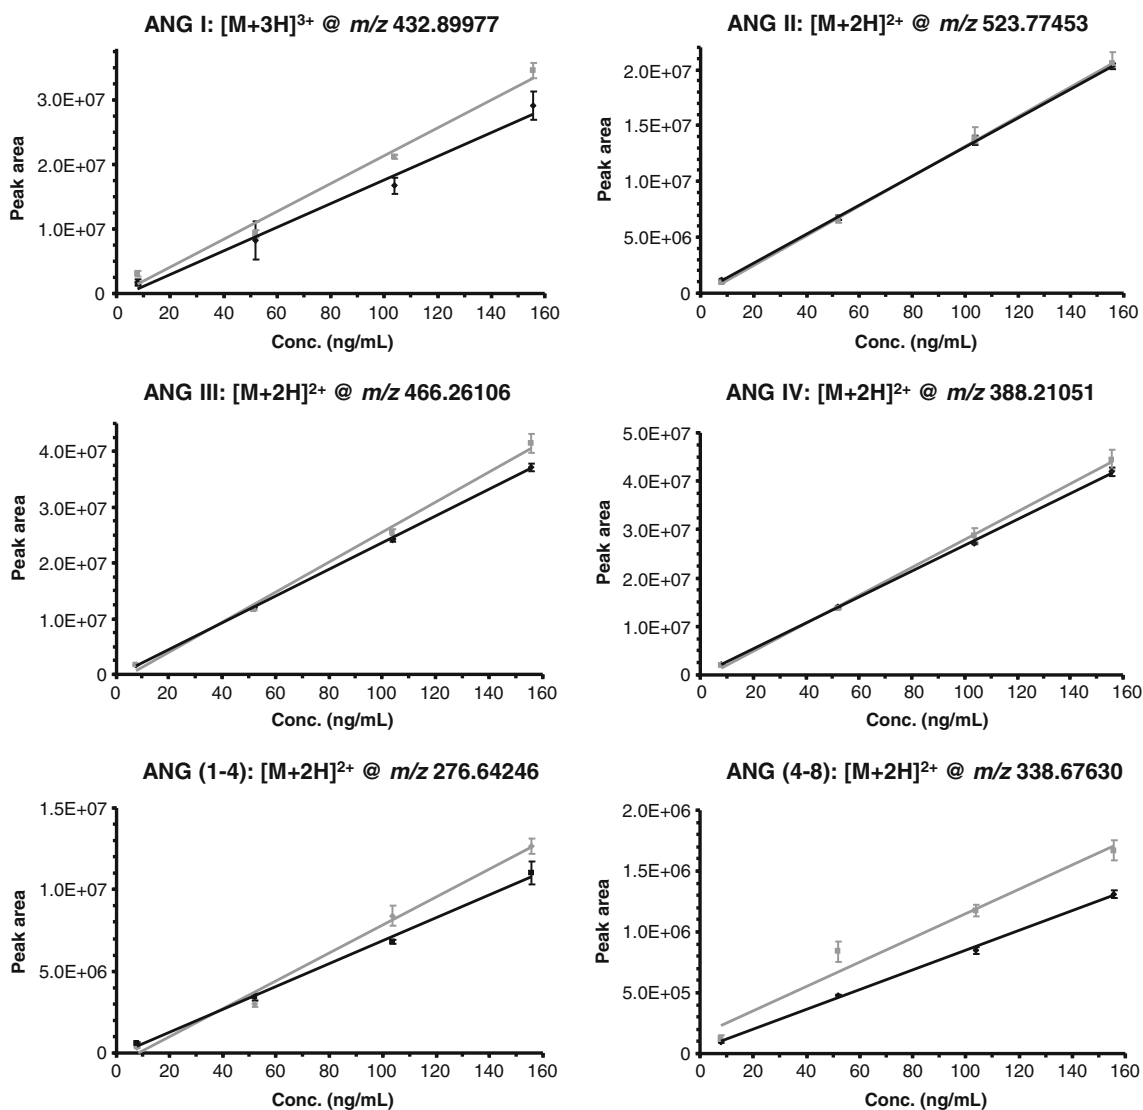 ANG I: [M+3H]3+ @ m/z 432.89977
3.0E+07
2.0E+07
1.0E+07
0
Peak area
0 20 40 60 80 100 120 140 160
Conc. (ng/mL)
ANG II: [M+2H]2+ @ m/z 523.77453
2.0E+07
1.5E+07
1.0E+07
5.0E+06
0
Peak area
0 20 40 60 80 100 120 140 160
Conc. (ng/mL)
ANG III: [M+2H]2+ @ m/z 466.26106
4.0E+07
3.0E+07
2.0E+07
1.0E+07
0
Peak area
0 20 40 60 80 100 120 140 160
Conc. (ng/mL)
ANG IV: [M+2H]2+ @ m/z 388.21051
5.0E+07
4.0E+07
3.0E+07
2.0E+07
1.0E+07
0
Peak area
0 20 40 60 80 100 120 140 160
Conc. (ng/mL)
ANG (1-4): [M+2H]2+ @ m/z 276.64246
1.5E+07
1.0E+07
5.0E+06
0
Peak area
0 20 40 60 80 100 120 140 160
Conc. (ng/mL)
ANG (4-8): [M+2H]2+ @ m/z 338.67630
2.0E+06
1.5E+06
1.0E+06
5.0E+05
0
Peak area
0 20 40 60 80 100 120 140 160
Conc. (ng/mL)